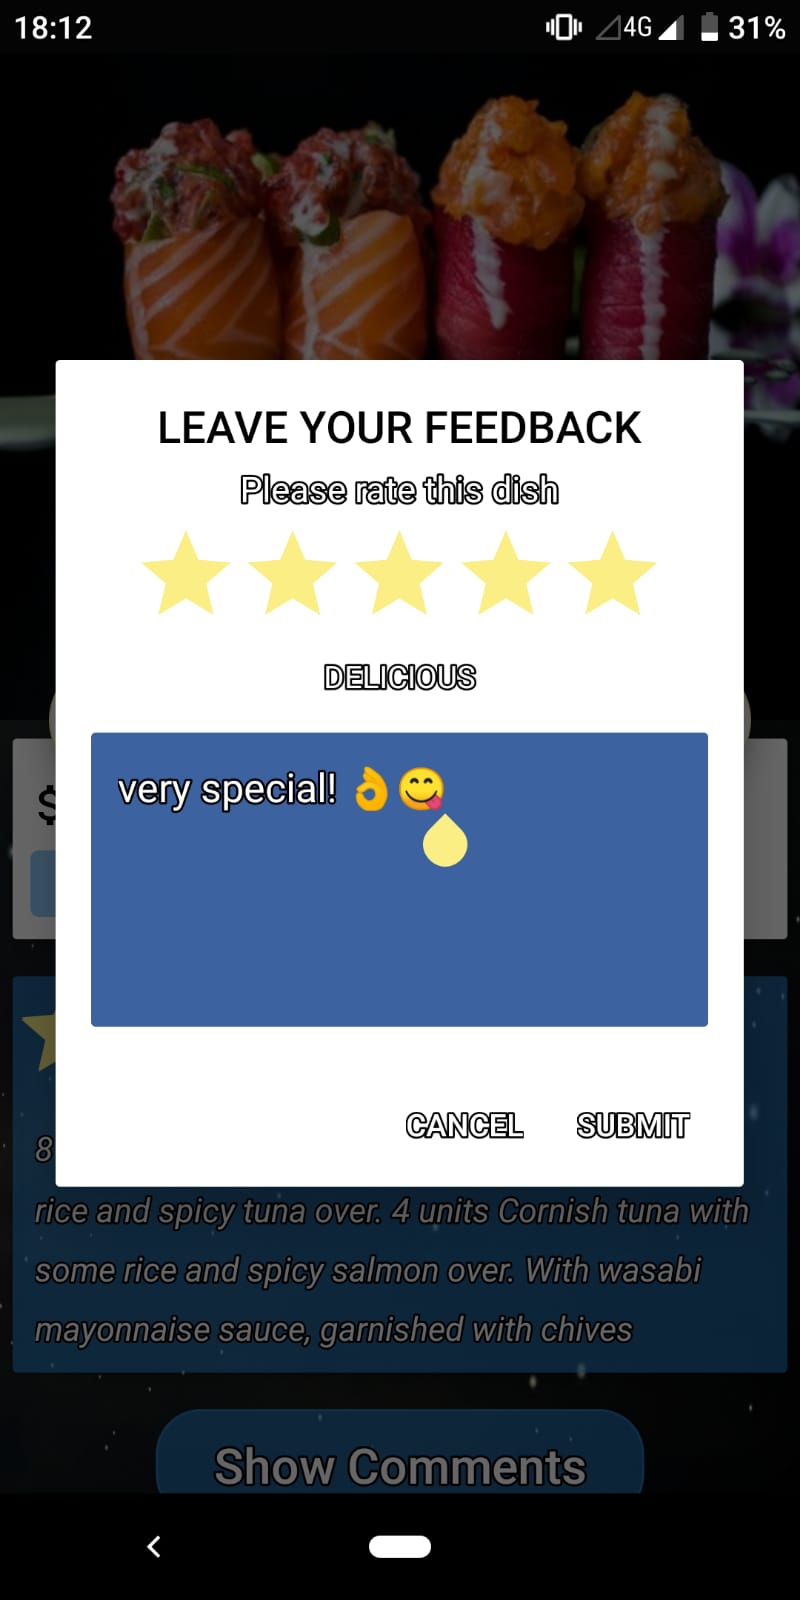 18:12
4G
31%
LEAVE YOUR FEEDBACK
Please rate this dish
DELICIOUS
very special! 👌😋
$
CANCEL SUBMIT
8
rice and spicy tuna over. 4 units Cornish tuna with
some rice and spicy salmon over. With wasabi
mayonnaise sauce, garnished with chives
Show Comments